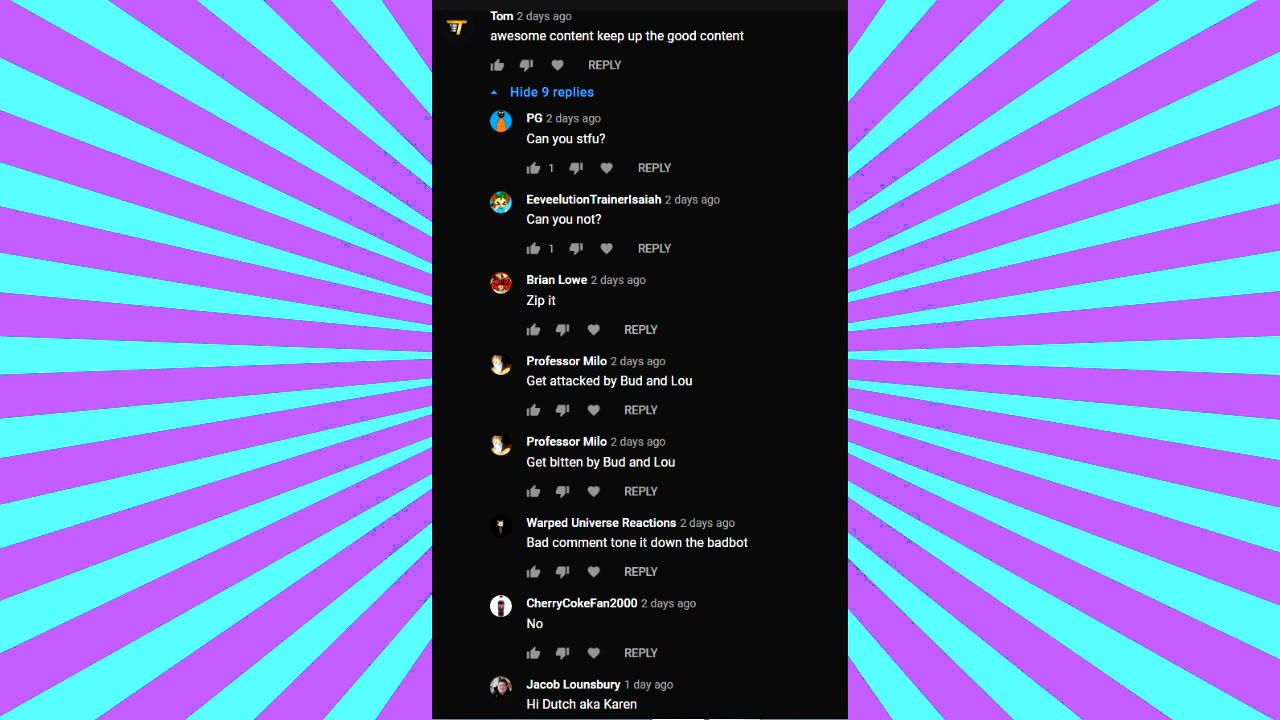 Tom 2 days ago
awesome content keep up the good content
REPLY
Hide 9 replies
PG 2 days ago
Can you stfu?
1 REPLY
EeveelutionTrainerIsaiah 2 days ago
Can you not?
1 REPLY
Brian Lowe 2 days ago
Zip it
REPLY
Professor Milo 2 days ago
Get attacked by Bud and Lou
REPLY
Professor Milo 2 days ago
Get bitten by Bud and Lou
REPLY
Warped Universe Reactions 2 days ago
Bad comment tone it down the badbot
REPLY
CherryCokeFan2000 2 days ago
No
REPLY
Jacob Lounsbury 1 day ago
Hi Dutch aka Karen